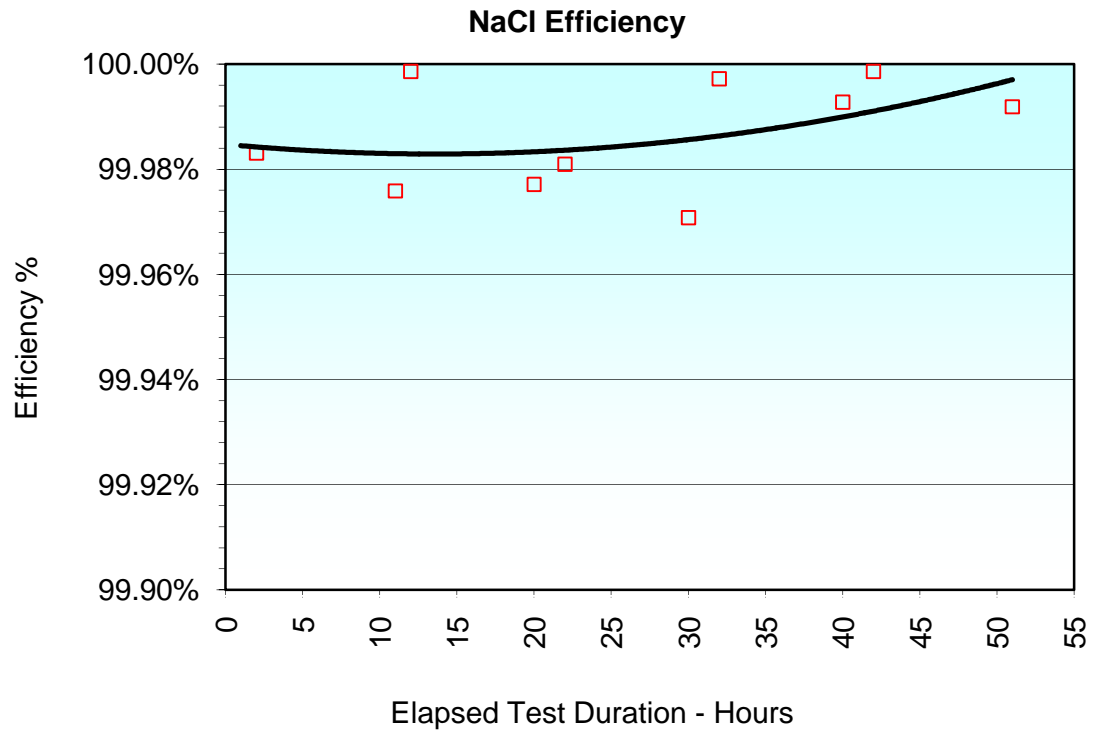 NaCl Efficiency
100.00%
99.98%
99.96%
99.94%
99.92%
99.90%
Efficiency %
0 5 10 15 20 25 30 35 40 45 50 55
Elapsed Test Duration - Hours